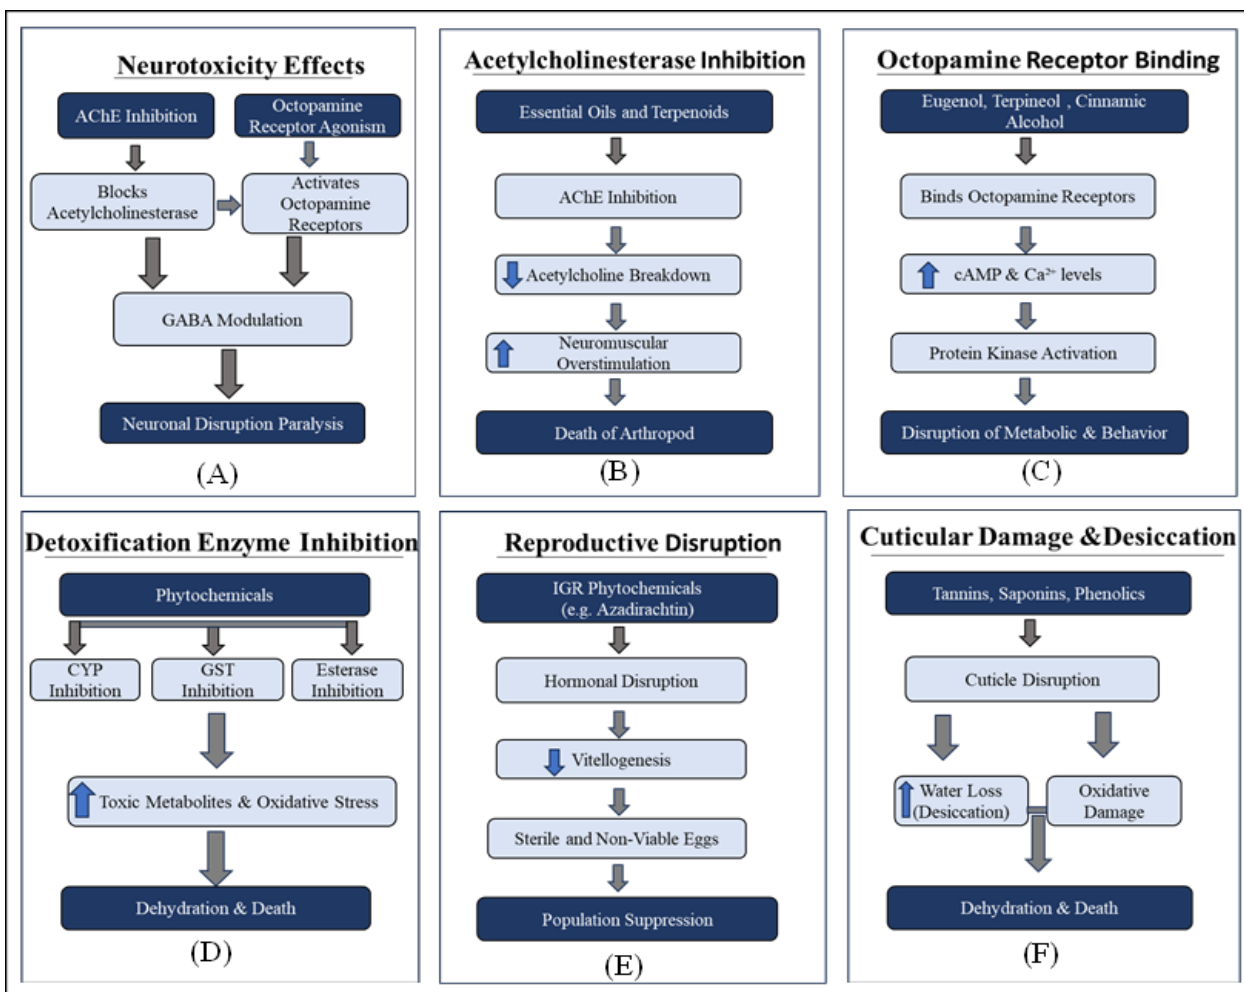 Neurotoxicity Effects
AChE Inhibition
Octopamine
Receptor Agonism
Blocks
Acetylcholinesterase
Activates
Octopamine
Receptors
GABA Modulation
Neuronal Disruption Paralysis
(A)
Acetylcholinesterase Inhibition
Essential Oils and Terpenoids
AChE Inhibition
Acetylcholine Breakdown
Neuromuscular
Overstimulation
Death of Arthropod
(B)
Octopamine Receptor Binding
Eugenol, Terpineol , Cinnamic
Alcohol
Binds Octopamine Receptors
cAMP & Ca²⁺ levels
Protein Kinase Activation
Disruption of Metabolic & Behavior
(C)
Detoxification Enzyme Inhibition
Phytochemicals
CYP
Inhibition
GST
Inhibition
Esterase
Inhibition
Toxic Metabolites & Oxidative Stress
Dehydration & Death
(D)
Reproductive Disruption
IGR Phytochemicals
(e.g. Azadirachtin)
Hormonal Disruption
Vitellogenesis
Sterile and Non-Viable Eggs
Population Suppression
(E)
Cuticular Damage &Desiccation
Tannins, Saponins, Phenolics
Cuticle Disruption
Water Loss
(Desiccation)
Oxidative
Damage
Dehydration & Death
(F)